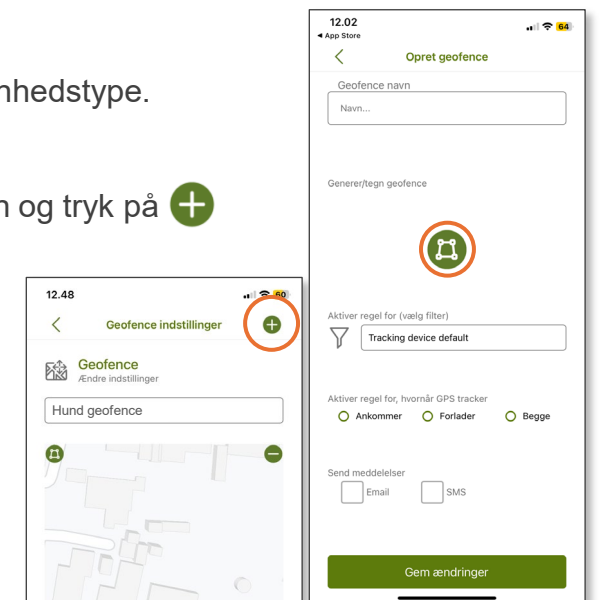 nhedstype.
n og tryk på
12.48
60
Geofence indstillinger
Geofence
Ændre indstillinger
Hund geofence
12.02
64
◀ App Store
Opret geofence
Geofence navn
Navn...
Generer/tegn geofence
Aktiver regel for (vælg filter)
Tracking device default
Aktiver regel for, hvornår GPS tracker
Ankommer Forlader Begge
Send meddelelser
Email SMS
Gem ændringer